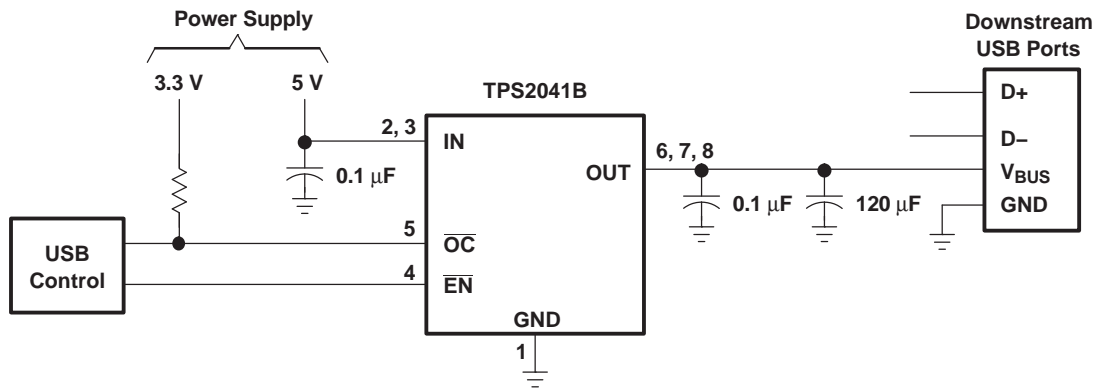 Power Supply
3.3 V
5 V
TPS2041B
Downstream
USB Ports
D+
D−
V_BUS
GND
2, 3
IN
0.1 μF
OUT
6, 7, 8
0.1 μF
120 μF
USB
Control
5
OC
4
EN
GND
1